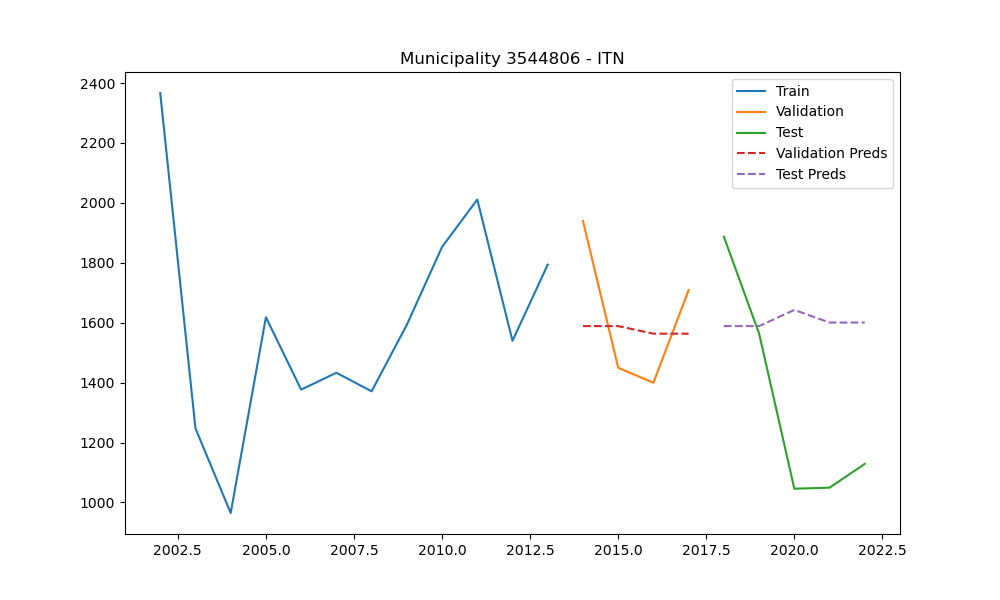 Municipality 3544806 - ITN
Train
Validation
Test
Validation Preds
Test Preds
2400
2200
2000
1800
1600
1400
1200
1000
2002.5 2005.0 2007.5 2010.0 2012.5 2015.0 2017.5 2020.0 2022.5